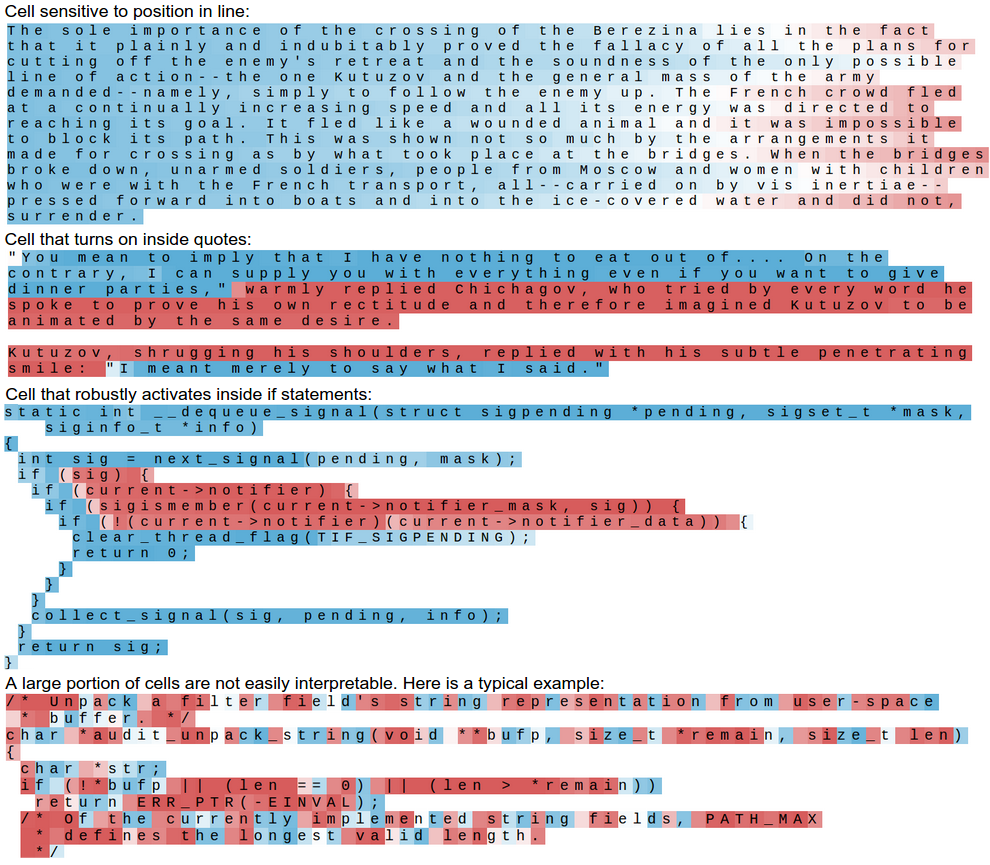 Cell sensitive to position in line:
The sole importance of the crossing of the Berezina lies in the fact
that it plainly and indubitably proved the fallacy of all the plans for
cutting off the enemy's retreat and the soundness of the only possible
line of action--the one Kutuzov and the general mass of the army
demanded--namely, simply to follow the enemy up. The French crowd fled
at a continually increasing speed and all its energy was directed to
reaching its goal. It fled like a wounded animal and it was impossible
to block its path. This was shown not so much by the arrangements it
made for crossing as by what took place at the bridges. When the bridges
broke down, unarmed soldiers, people from Moscow and women with children
who were with the French transport, all--carried on by vis inertiae--
pressed forward into boats and into the ice-covered water and did not,
surrender.
Cell that turns on inside quotes:
"You mean to imply that I have nothing to eat out of.... On the
contrary, I can supply you with everything even if you want to give
dinner parties," warmly replied Chichagov, who tried by every word he
spoke to prove his own rectitude and therefore imagined Kutuzov to be
animated by the same desire.
Kutuzov, shrugging his shoulders, replied with his subtle penetrating
smile: "I meant merely to say what I said."
Cell that robustly activates inside if statements:
static int __dequeue_signal(struct sigpending *pending, sigset_t *mask,
siginfo_t *info)
{
int sig = next_signal(pending, mask);
if (sig) {
if (current->notifier) {
if (sigismember(current->notifier_mask, sig)) {
if (!(current->notifier)(current->notifier_data)) {
clear_thread_flag(TIF_SIGPENDING);
return 0;
}
}
}
collect_signal(sig, pending, info);
}
return sig;
}
A large portion of cells are not easily interpretable. Here is a typical example:
/* Unpack a filter field's string representation from user-space
* buffer. */
char *audit_unpack_string(void **bufp, size_t *remain, size_t len)
{
char *str;
if (!*bufp || (len == 0) || (len > *remain))
return ERR_PTR(-EINVAL);
/* Of the currently implemented string fields, PATH_MAX
* defines the longest valid length.
*/